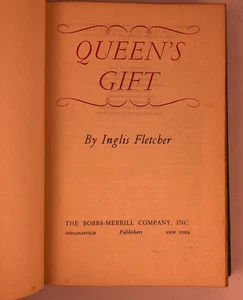 QUEEN'S
GIFT
By Inglis Fletcher
THE BOBBS-MERRILL COMPANY, INC.
INDIANAPOLIS Publishers NEW YORK